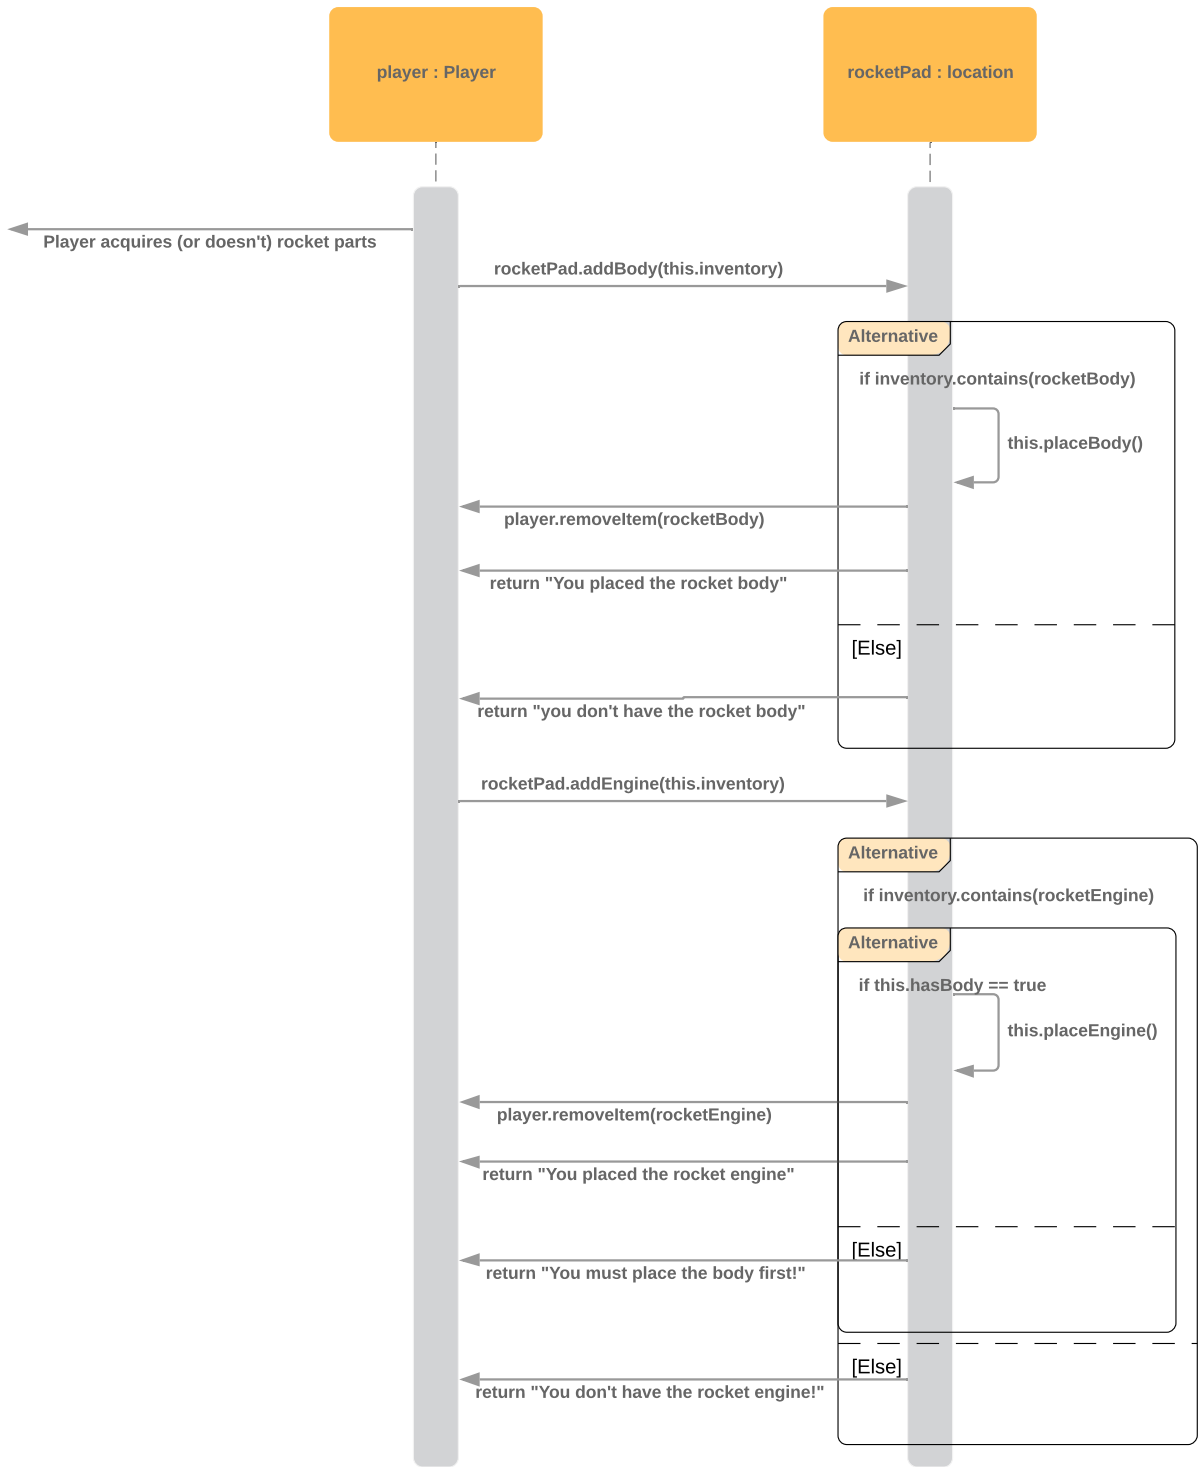 player : Player
rocketPad : location
Player acquires (or doesn't) rocket parts
rocketPad.addBody(this.inventory)
Alternative
if inventory.contains(rocketBody)
this.placeBody()
player.removeItem(rocketBody)
return "You placed the rocket body"
[Else]
return "you don't have the rocket body"
rocketPad.addEngine(this.inventory)
Alternative
if inventory.contains(rocketEngine)
Alternative
if this.hasBody == true
this.placeEngine()
player.removeItem(rocketEngine)
return "You placed the rocket engine"
[Else]
return "You must place the body first!"
[Else]
return "You don't have the rocket engine!"